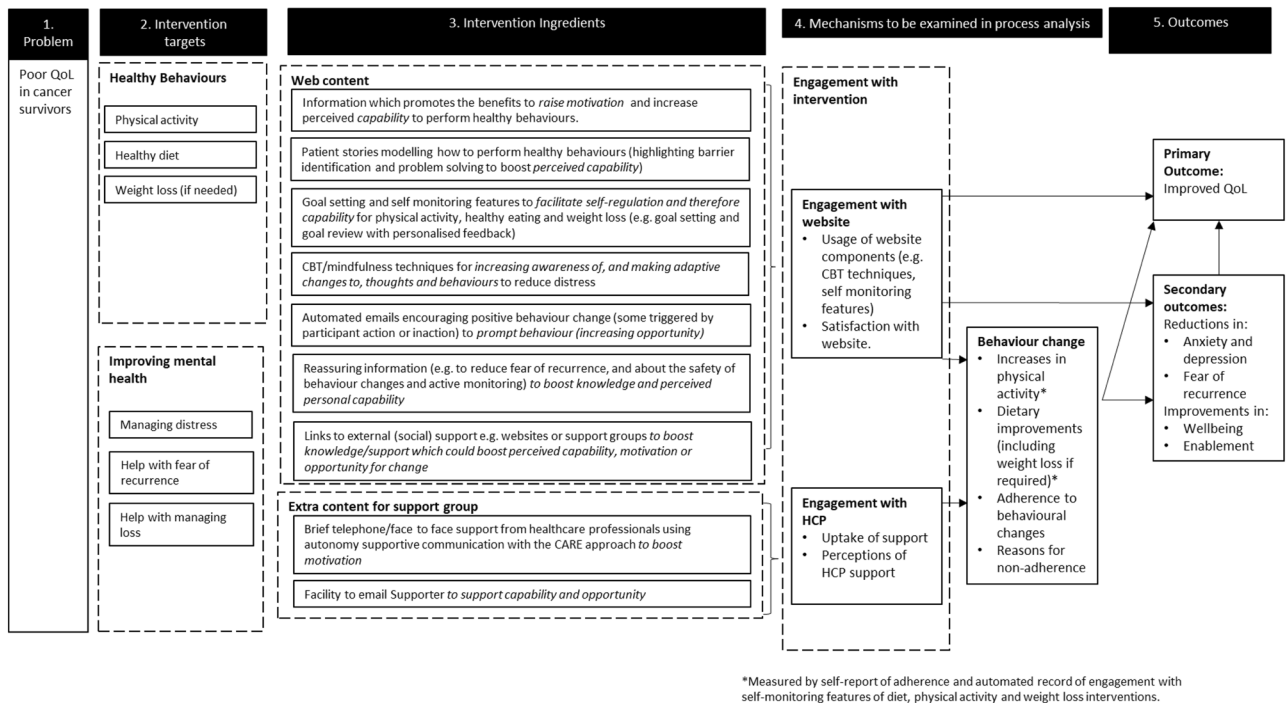 1.
Problem
2. Intervention
targets
3. Intervention Ingredients
4. Mechanisms to be examined in process analysis
5. Outcomes
Poor QoL
in cancer
survivors
Healthy Behaviours
Physical activity
Healthy diet
Weight loss (if needed)
Improving mental
health
Managing distress
Help with fear of
recurrence
Help with managing
loss
Web content
Information which promotes the benefits to raise motivation and increase
perceived capability to perform healthy behaviours.
Patient stories modelling how to perform healthy behaviours (highlighting barrier
identification and problem solving to boost perceived capability)
Goal setting and self monitoring features to facilitate self-regulation and therefore
capability for physical activity, healthy eating and weight loss (e.g. goal setting and
goal review with personalised feedback)
CBT/mindfulness techniques for increasing awareness of, and making adaptive
changes to, thoughts and behaviours to reduce distress
Automated emails encouraging positive behaviour change (some triggered by
participant action or inaction) to prompt behaviour (increasing opportunity)
Reassuring information (e.g. to reduce fear of recurrence, and about the safety of
behaviour changes and active monitoring) to boost knowledge and perceived
personal capability
Links to external (social) support e.g. websites or support groups to boost
knowledge/support which could boost perceived capability, motivation or
opportunity for change
Extra content for support group
Brief telephone/face to face support from healthcare professionals using
autonomy supportive communication with the CARE approach to boost
motivation
Facility to email Supporter to support capability and opportunity
Engagement with
intervention
Engagement with
website
• Usage of website
components (e.g.
CBT techniques,
self monitoring
features)
• Satisfaction with
website.
Engagement with
HCP
• Uptake of support
• Perceptions of
HCP support
Behaviour change
• Increases in
physical
activity*
• Dietary
improvements
(including
weight loss if
required)*
• Adherence to
behavioural
changes
• Reasons for
non-adherence
Primary
Outcome:
Improved QoL
Secondary
outcomes:
Reductions in:
• Anxiety and
depression
• Fear of
recurrence
Improvements in:
• Wellbeing
• Enablement
*Measured by self-report of adherence and automated record of engagement with
self-monitoring features of diet, physical activity and weight loss interventions.